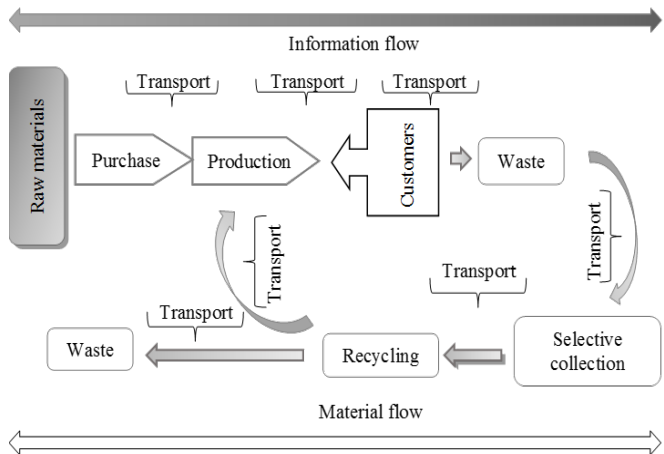 Information flow
Transport
Transport
Transport
Raw materials
Purchase
Production
Customers
Waste
Transport
Transport
Transport
Transport
Waste
Recycling
Selective
collection
Material flow